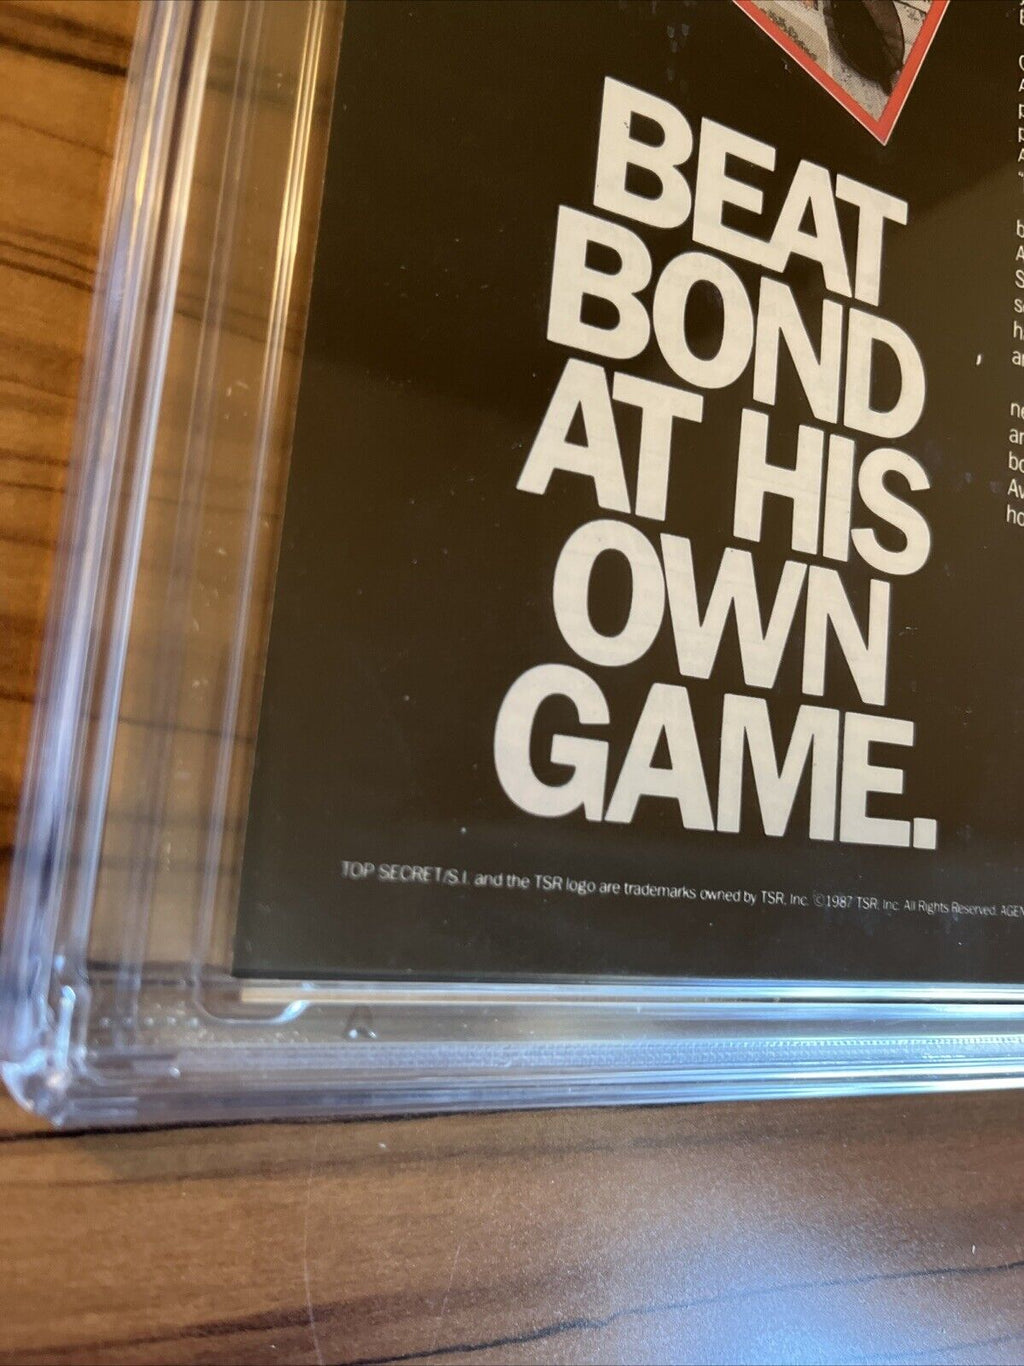 BEAT
BOND
AT HIS
OWN
GAME.
TOP SECRET/S.I. and the TSR logo are trademarks owned by TSR, Inc. ©1987 TSR, Inc. All Rights Reserved.